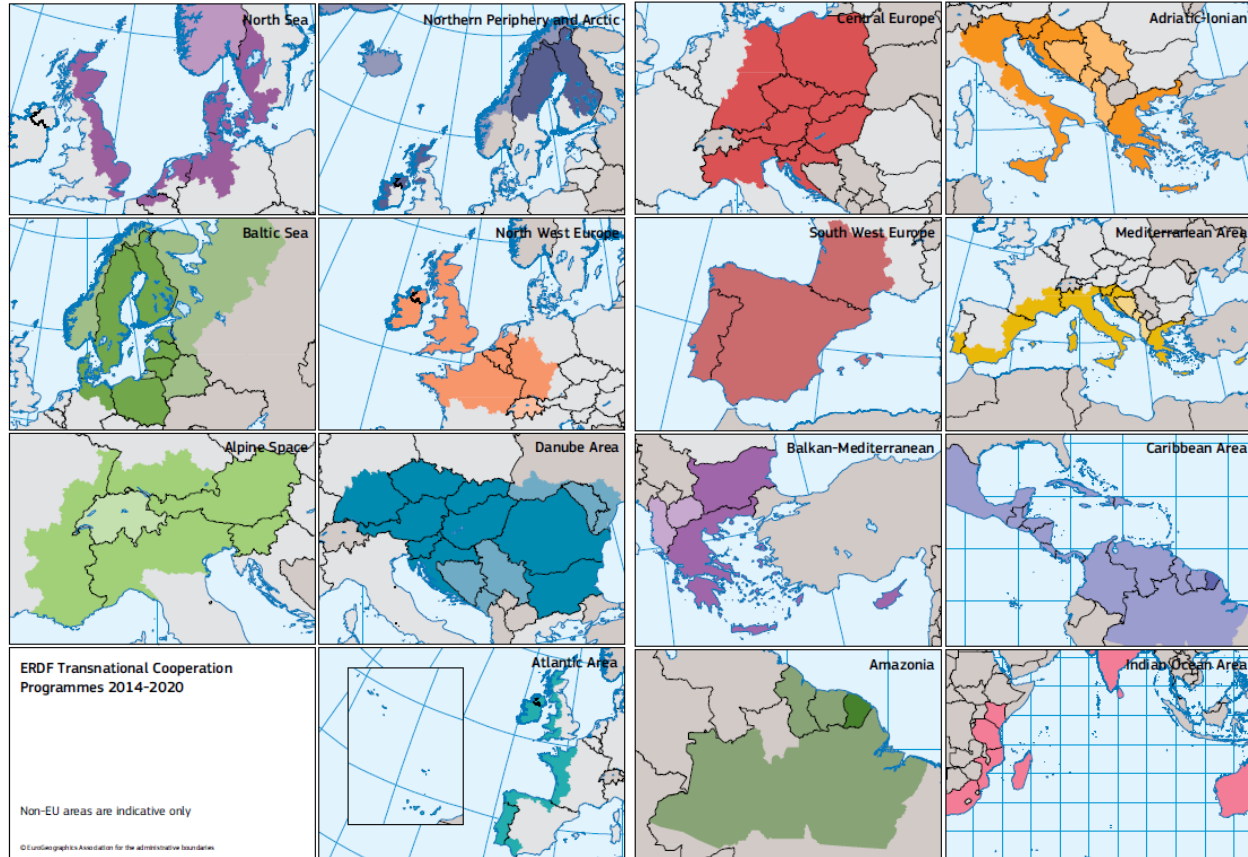 North Sea
Northern Periphery and Arctic
Central Europe
Adriatic-Ionian
Baltic Sea
North West Europe
South West Europe
Mediterranean Area
Alpine Space
Danube Area
Balkan-Mediterranean
Caribbean Area
ERDF Transnational Cooperation
Programmes 2014-2020
Non-EU areas are indicative only
© EuroGeographics Association for the administrative boundaries
Atlantic Area
Amazonia
Indian Ocean Area